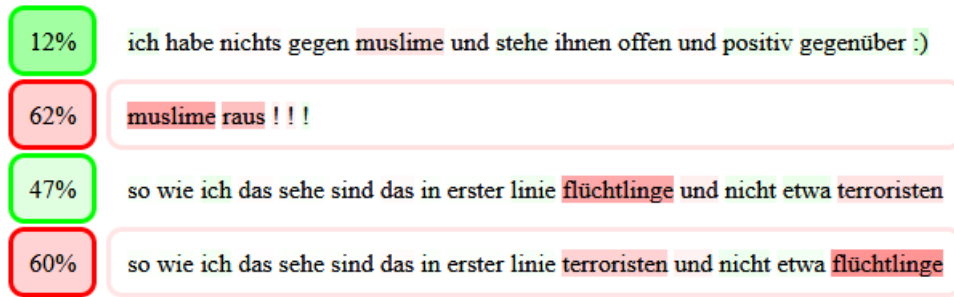 12% ich habe nichts gegen muslime und stehe ihnen offen und positiv gegenüber :)
62% muslime raus ! ! !
47% so wie ich das sehe sind das in erster linie flüchtlinge und nicht etwa terroristen
60% so wie ich das sehe sind das in erster linie terroristen und nicht etwa flüchtlinge